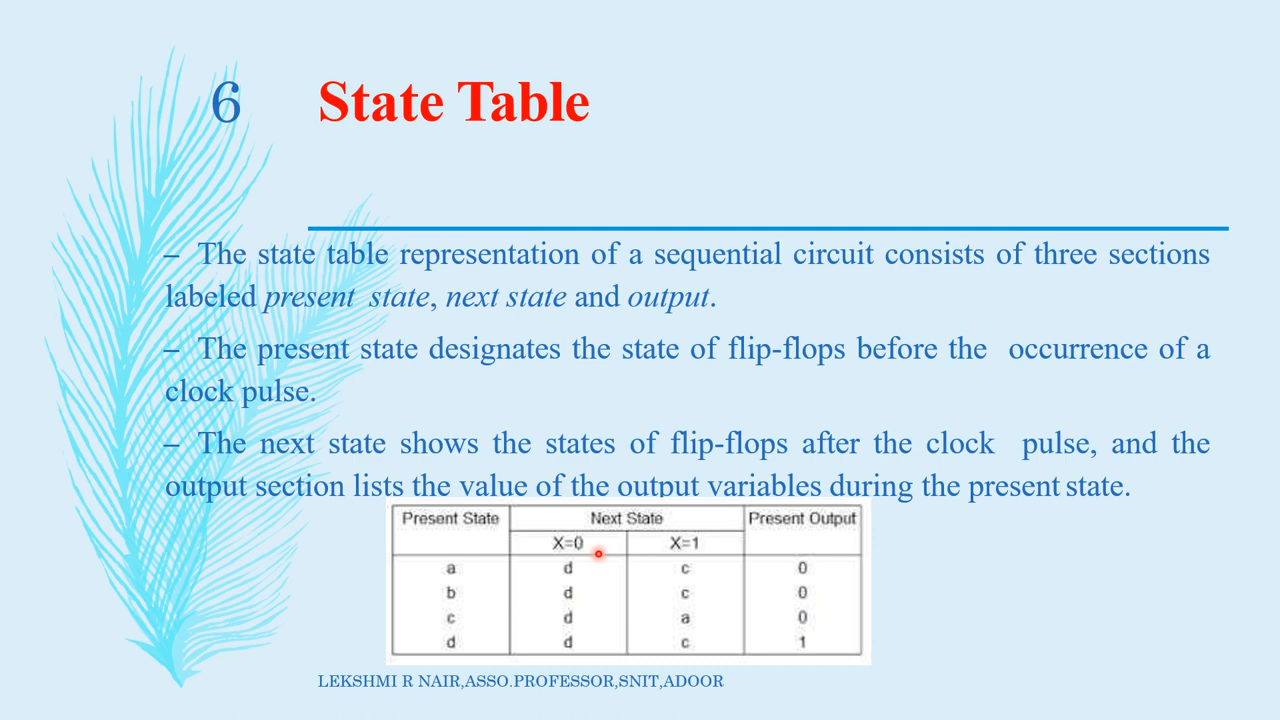 6 State Table
– The state table representation of a sequential circuit consists of three sections
labeled present state, next state and output.
– The present state designates the state of flip-flops before the occurrence of a
clock pulse.
– The next state shows the states of flip-flops after the clock pulse, and the
output section lists the value of the output variables during the present state.
Present State Next State Present Output
X=0 X=1
a d c 0
b d c 0
c d a 0
d d c 1
LEKSHMI R NAIR,ASSO.PROFESSOR,SNIT,ADOOR